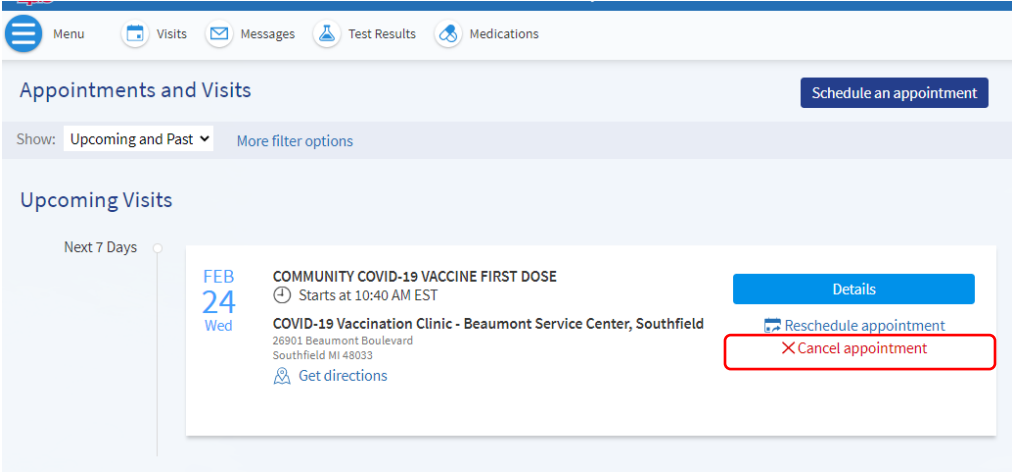 Menu Visits Messages Test Results Medications
Appointments and Visits
Schedule an appointment
Show: Upcoming and Past More filter options
Upcoming Visits
Next 7 Days
FEB
24
Wed
COMMUNITY COVID-19 VACCINE FIRST DOSE
Starts at 10:40 AM EST
COVID-19 Vaccination Clinic - Beaumont Service Center, Southfield
26901 Beaumont Boulevard
Southfield MI 48033
Get directions
Details
Reschedule appointment
Cancel appointment